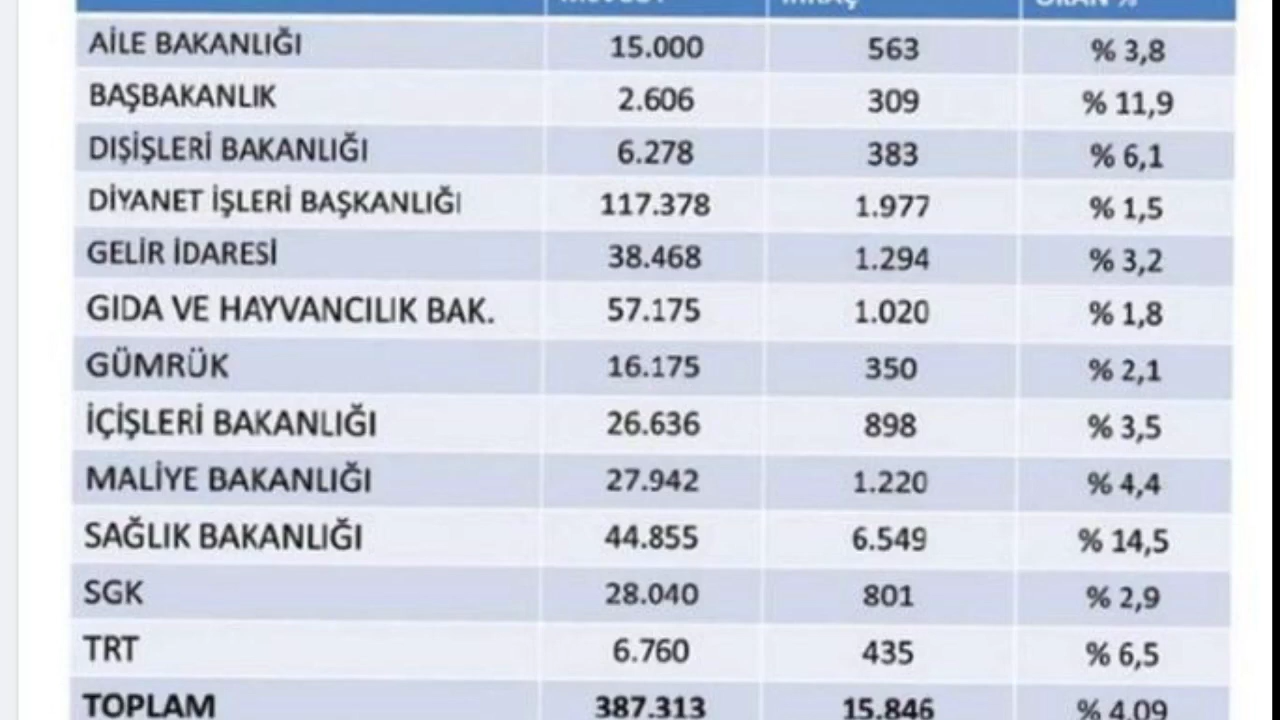 AİLE BAKANLIĞI 15.000 563 % 3,8
BAŞBAKANLIK 2.606 309 % 11,9
DIŞİŞLERİ BAKANLIĞI 6.278 383 % 6,1
DİYANET İŞLERİ BAŞKANLIĞI 117.378 1.977 % 1,5
GELİR İDARESİ 38.468 1.294 % 3,2
GIDA VE HAYVANCILIK BAK. 57.175 1.020 % 1,8
GÜMRÜK 16.175 350 % 2,1
İÇİŞLERİ BAKANLIĞI 26.636 898 % 3,5
MALİYE BAKANLIĞI 27.942 1.220 % 4,4
SAĞLIK BAKANLIĞI 44.855 6.549 % 14,5
SGK 28.040 801 % 2,9
TRT 6.760 435 % 6,5
TOPLAM 387.313 15.846 % 4,09